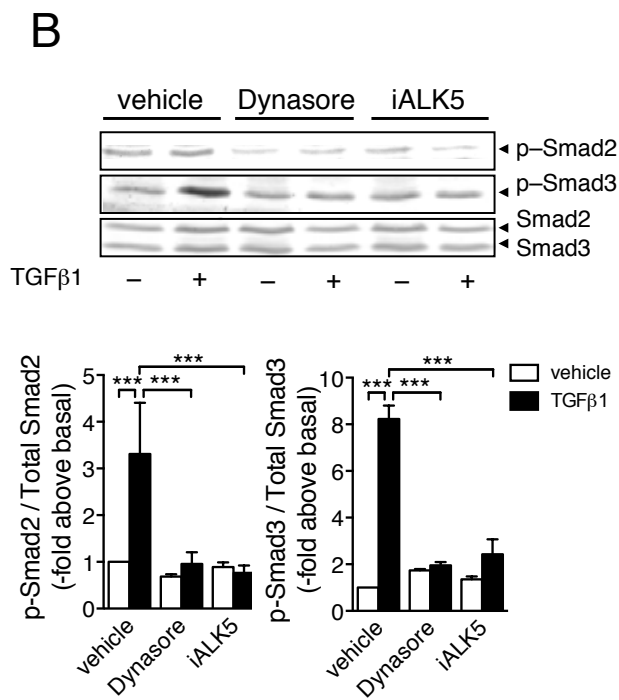 B
vehicle Dynasore iALK5
p–Smad2
p–Smad3
Smad2
Smad3
TGFβ1 – + – + – +
p-Smad2 / Total Smad2
(-fold above basal)
5
4
3
2
1
0
*** *** ***
vehicle
Dynasore
iALK5
p-Smad3 / Total Smad3
(-fold above basal)
10
8
6
4
2
0
*** *** ***
vehicle
Dynasore
iALK5
vehicle
TGFβ1